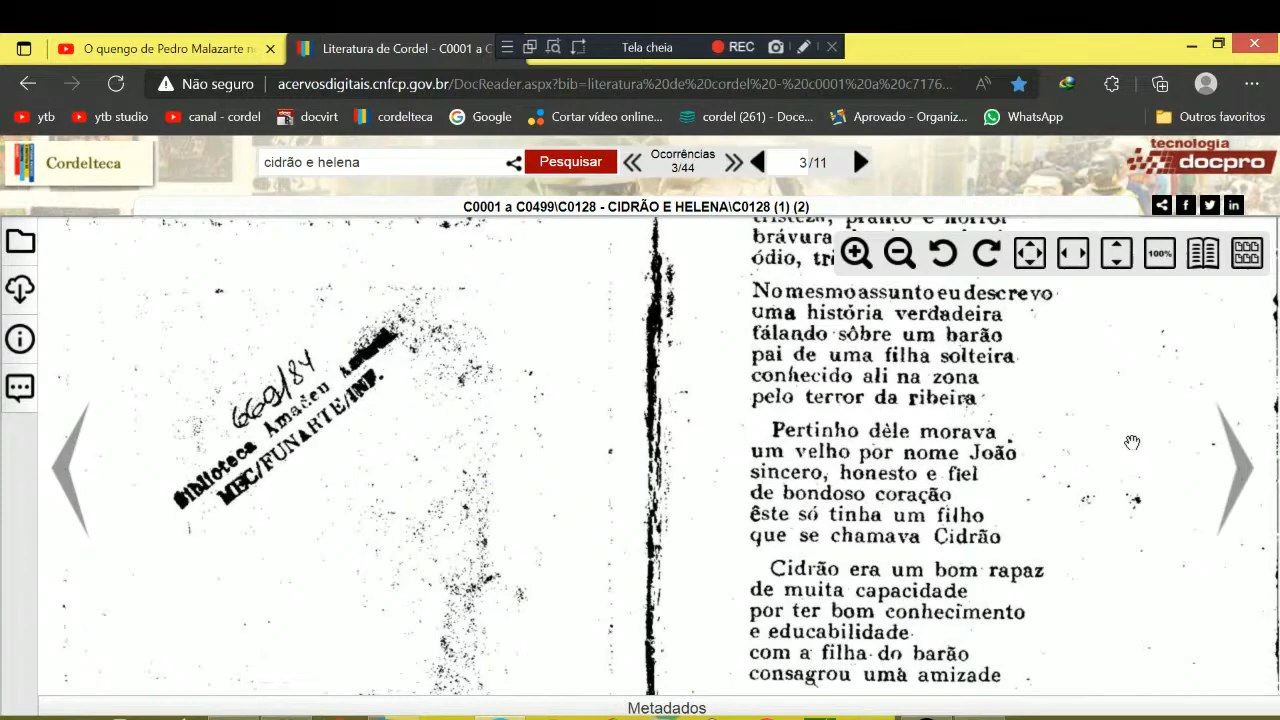 O quengo de Pedro Malazarte n
Literatura de Cordel - C0001 a C
Tela cheia
REC
Não seguro
acervosdigitais.cnfcp.gov.br/DocReader.aspx?bib=literatura%20de%20cordel%20-%20c0001%20a%20c7176...
ytb
ytb studio
canal - cordel
docvirt
cordelteca
Google
Cortar vídeo online...
cordel (261) - Doce...
Aprovado - Organiz...
WhatsApp
Outros favoritos
Cordelteca
cidrão e helena
Pesquisar
Ocorrências
3/44
3 /11
tecnologia
docpro
C0001 a C0499\C0128 - CIDRÃO E HELENA\C0128 (1) (2)
100%
669/84
Biblioteca Amadeu
MEC/FUNARTE/INF.
tristeza, pranto e horror
brávura
ódio, tri
No mesmo assunto eu descrevo
uma história verdadeira
falando sôbre um barão
pai de uma filha solteira
conhecido ali na zona
pelo terror da ribeira
Pertinho dêle morava
um velho por nome João
sincero, honesto e fiel
de bondoso coração
êste só tinha um filho
que se chamava Cidrão
Cidrão era um bom rapaz
de muita capacidade
por ter bom conhecimento
e educabilidade
com a filha do barão
consagrou uma amizade
Metadados